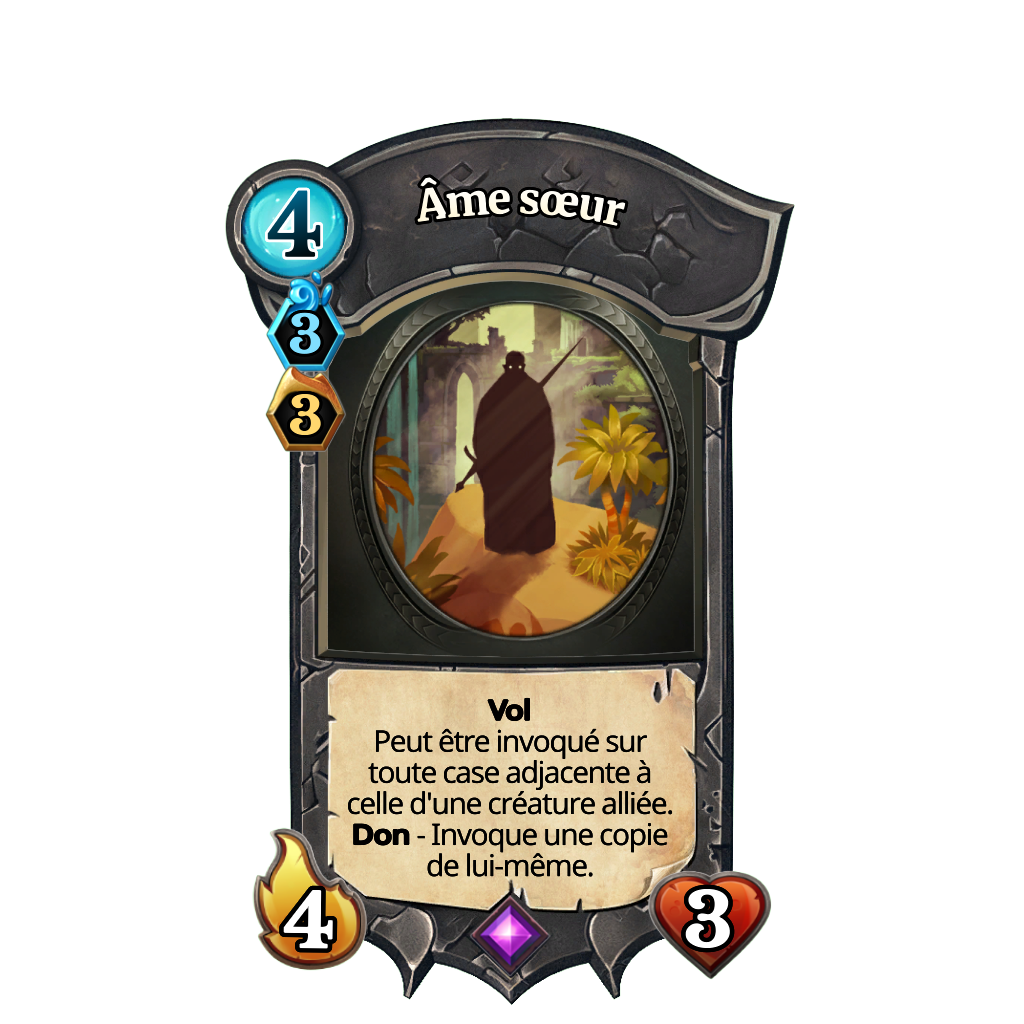 Âme sœur
4
3
3
Vol
Peut être invoqué sur
toute case adjacente à
celle d'une créature alliée.
Don - Invoque une copie
de lui-même.
4
3